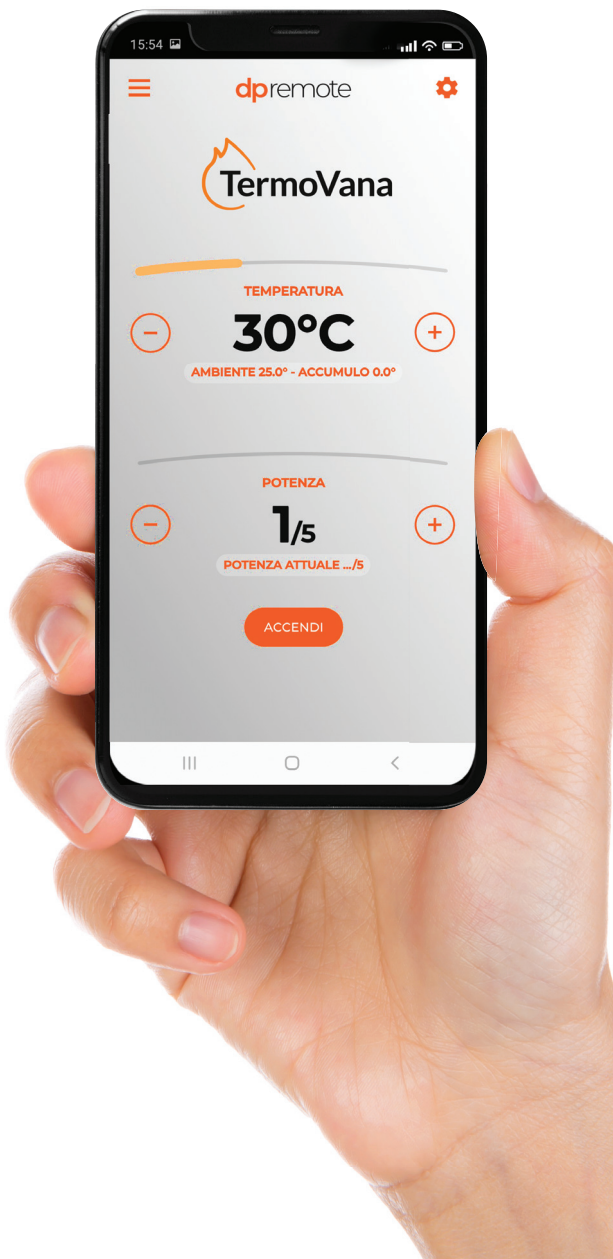 15:54
dpremote
TermoVana
TEMPERATURA
− 30°C +
AMBIENTE 25.0° - ACCUMULO 0.0°
POTENZA
− 1/5 +
POTENZA ATTUALE .../5
ACCENDI